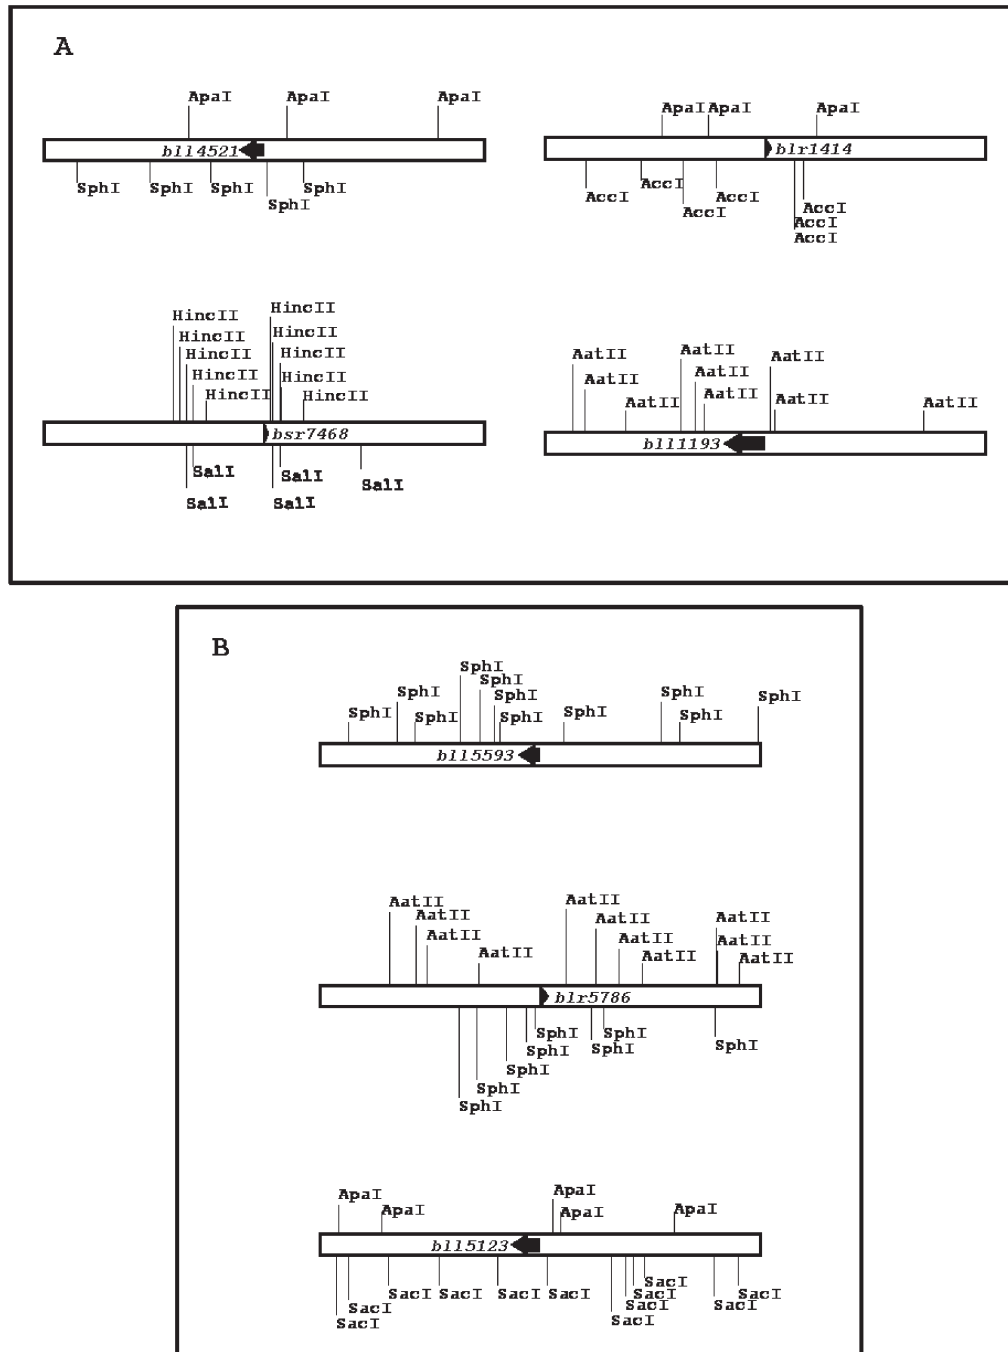 A
ApaI ApaI ApaI
bll4521
SphI SphI SphI SphI
SphI
ApaI ApaI ApaI
blr1414
AccI AccI AccI AccI
AccI
AccI
AccI
HincII HincII
HincII HincII
HincII HincII
HincII HincII
HincII HincII
bsr7468
SalI SalI SalI
SalI SalI
AatII AatII AatII
AatII AatII
AatII AatII AatII AatII
bll1193
B
SphI
SphI
SphI SphI SphI SphI
SphI SphI SphI SphI SphI
bll5593
AatII AatII AatII
AatII AatII
AatII AatII AatII
AatII AatII AatII
blr5786
SphI SphI
SphI SphI SphI
SphI
SphI
SphI
ApaI ApaI
ApaI ApaI ApaI
bll5123
SacI SacI SacI SacI SacI
SacI SacI SacI
SacI SacI SacI
SacI